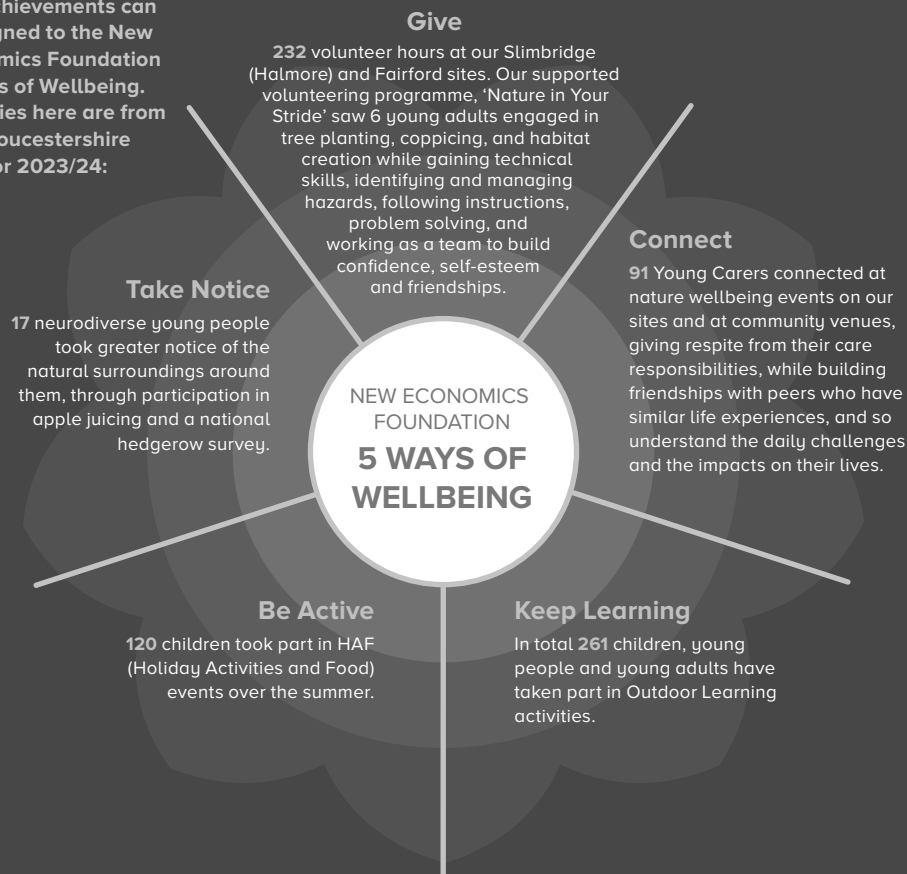 can
to the New
Foundation
of Wellbeing.
here are from
2023/24:
Give
232 volunteer hours at our Slimbridge
(Halmore) and Fairford sites. Our supported
volunteering programme, ‘Nature in Your
Stride’ saw 6 young adults engaged in
tree planting, coppicing, and habitat
creation while gaining technical
skills, identifying and managing
hazards, following instructions,
problem solving, and
working as a team to build
confidence, self-esteem
and friendships.
Connect
91 Young Carers connected at
nature wellbeing events on our
sites and at community venues,
giving respite from their care
responsibilities, while building
friendships with peers who have
similar life experiences, and so
understand the daily challenges
and the impacts on their lives.
Take Notice
17 neurodiverse young people
took greater notice of the
natural surroundings around
them, through participation in
apple juicing and a national
hedgerow survey.
NEW ECONOMICS
FOUNDATION
5 WAYS OF
WELLBEING
Be Active
120 children took part in HAF
(Holiday Activities and Food)
events over the summer.
Keep Learning
In total 261 children, young
people and young adults have
taken part in Outdoor Learning
activities.